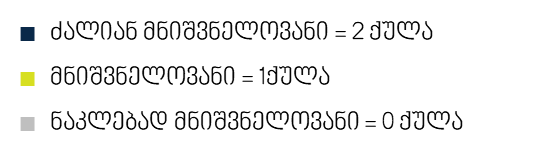 ძალიან მნიშვნელოვანი = 2 ქულა
მნიშვნელოვანი = 1ქულა
ნაკლებად მნიშვნელოვანი = 0 ქულა